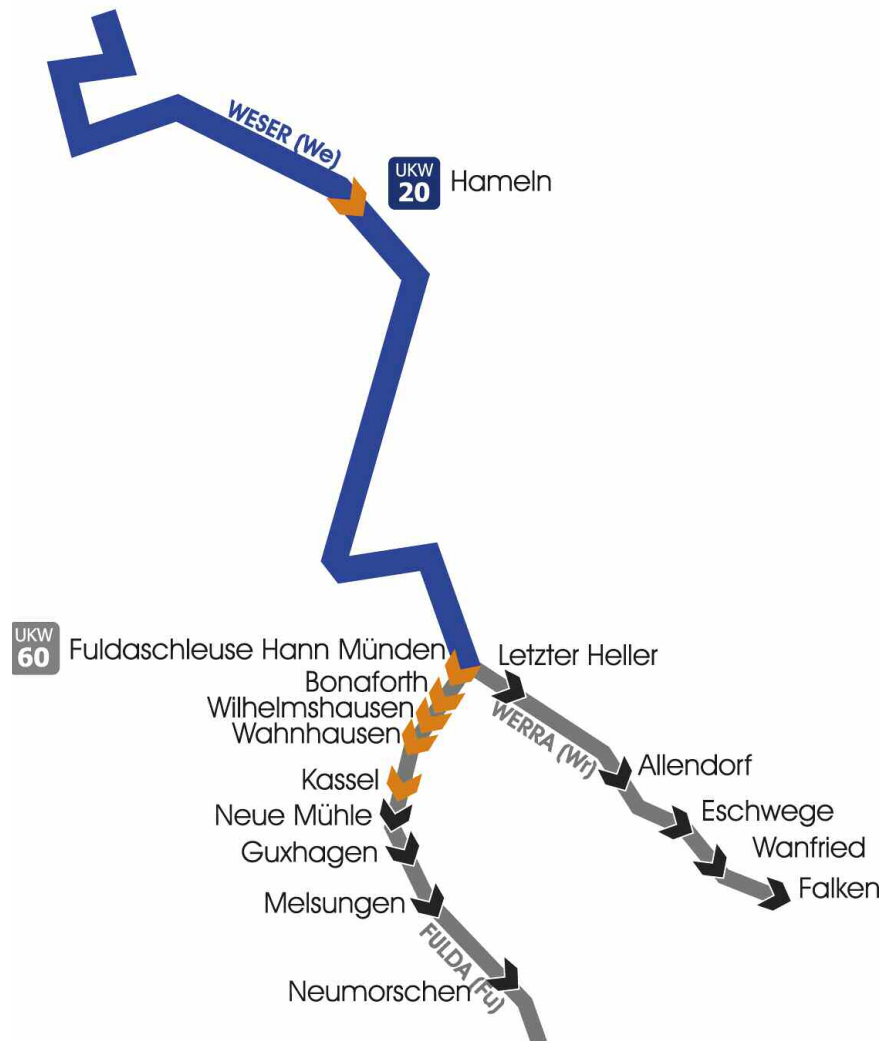 WESER (We)
UKW
20
Hameln
UKW
60
Fuldaschleuse Hann Münden
Letzter Heller
Bonaforth
Wilhelmshausen
Wahnhausen
WERRA (Wr)
Kassel
Allendorf
Neue Mühle
Eschwege
Guxhagen
Wanfried
Falken
Melsungen
FULDA (Fu)
Neumorschen